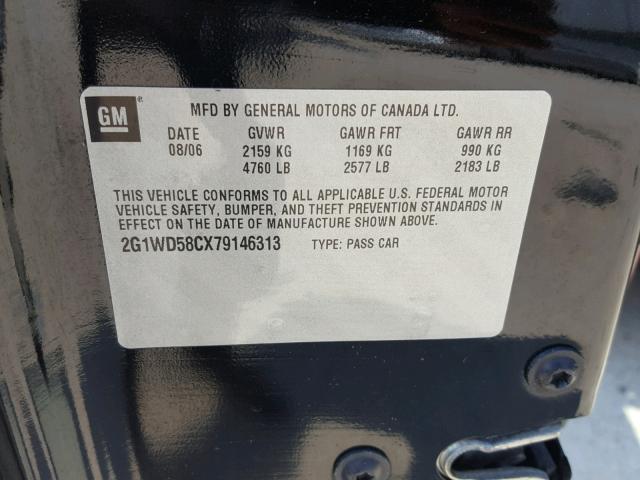 GM ® MFD BY GENERAL MOTORS OF CANADA LTD.
DATE GVWR GAWR FRT GAWR RR
08/06 2159 KG 1169 KG 990 KG
4760 LB 2577 LB 2183 LB
THIS VEHICLE CONFORMS TO ALL APPLICABLE U.S. FEDERAL MOTOR
VEHICLE SAFETY, BUMPER, AND THEFT PREVENTION STANDARDS IN
EFFECT ON THE DATE OF MANUFACTURE SHOWN ABOVE.
2G1WD58CX79146313 TYPE: PASS CAR